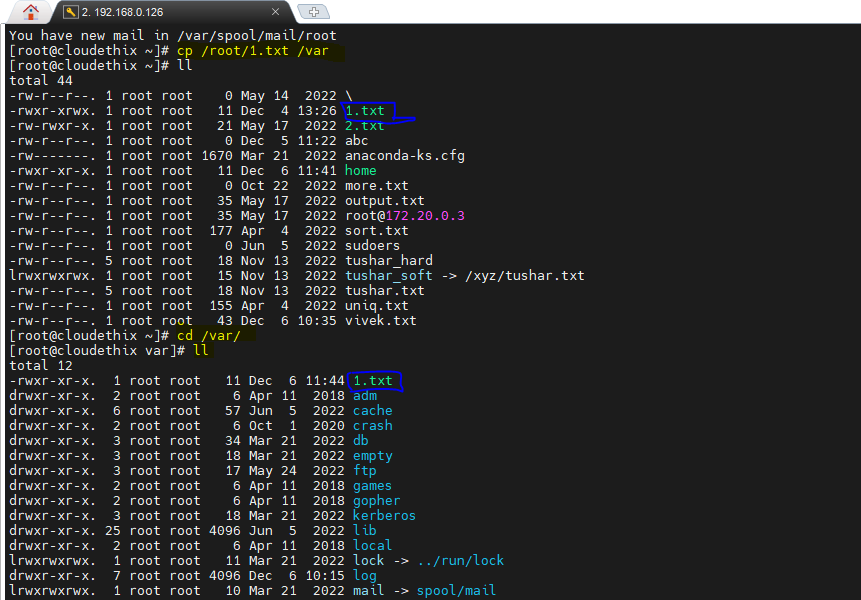 2. 192.168.0.126
You have new mail in /var/spool/mail/root
[root@cloudethix ~]# cp /root/1.txt /var
[root@cloudethix ~]# ll
total 44
-rw-r--r--. 1 root root    0 May 14  2022 \
-rwxr-xrwx. 1 root root   11 Dec  4 13:26 1.txt
-rw-rwxr-x. 1 root root   21 May 17  2022 2.txt
-rw-r--r--. 1 root root    0 Dec  5 11:22 abc
-rw-------. 1 root root 1670 Mar 21  2022 anaconda-ks.cfg
-rwxr-xr-x. 1 root root   11 Dec  6 11:41 home
-rw-r--r--. 1 root root    0 Oct 22  2022 more.txt
-rw-r--r--. 1 root root   35 May 17  2022 output.txt
-rw-r--r--. 1 root root   35 May 17  2022 root@172.20.0.3
-rw-r--r--. 1 root root  177 Apr  4  2022 sort.txt
-rw-r--r--. 1 root root    0 Jun  5  2022 sudoers
-rw-r--r--. 5 root root   18 Nov 13  2022 tushar_hard
lrwxrwxrwx. 1 root root   15 Nov 13  2022 tushar_soft -> /xyz/tushar.txt
-rw-r--r--. 5 root root   18 Nov 13  2022 tushar.txt
-rw-r--r--. 1 root root  155 Apr  4  2022 uniq.txt
-rw-r--r--. 1 root root   43 Dec  6 10:35 vivek.txt
[root@cloudethix ~]# cd /var/
[root@cloudethix var]# ll
total 12
-rwxr-xr-x.  1 root root   11 Dec  6 11:44 1.txt
drwxr-xr-x.  2 root root    6 Apr 11  2018 adm
drwxr-xr-x.  6 root root   57 Jun  5  2022 cache
drwxr-xr-x.  2 root root    6 Oct  1  2020 crash
drwxr-xr-x.  3 root root   34 Mar 21  2022 db
drwxr-xr-x.  3 root root   18 Mar 21  2022 empty
drwxr-xr-x.  3 root root   17 May 24  2022 ftp
drwxr-xr-x.  2 root root    6 Apr 11  2018 games
drwxr-xr-x.  2 root root    6 Apr 11  2018 gopher
drwxr-xr-x.  3 root root   18 Mar 21  2022 kerberos
drwxr-xr-x. 25 root root 4096 Jun  5  2022 lib
drwxr-xr-x.  2 root root    6 Apr 11  2018 local
lrwxrwxrwx.  1 root root   11 Mar 21  2022 lock -> ../run/lock
drwxr-xr-x.  7 root root 4096 Dec  6 10:15 log
lrwxrwxrwx.  1 root root   10 Mar 21  2022 mail -> spool/mail